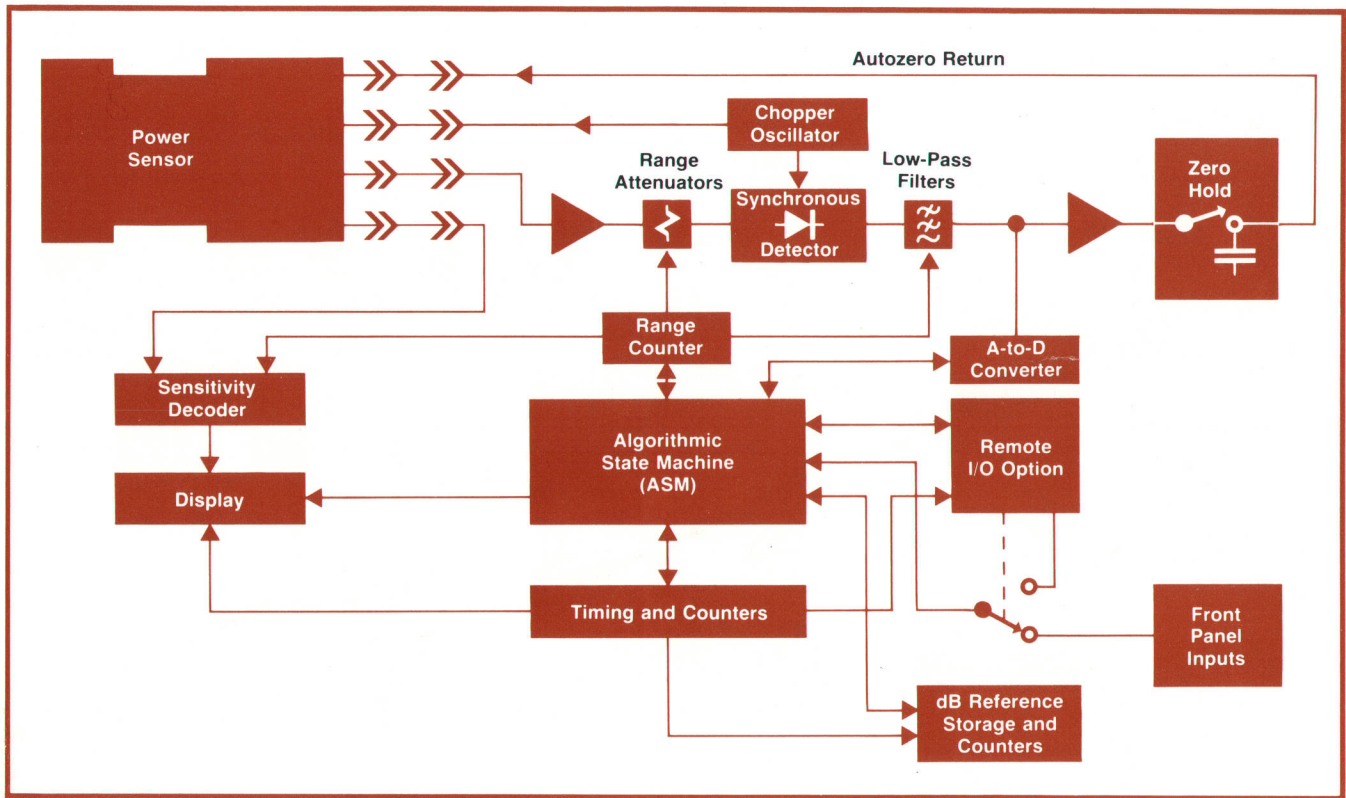 Autozero Return
Power
Sensor
Chopper
Oscillator
Range
Attenuators
Low-Pass
Filters
Zero
Hold
Synchronous
Detector
Range
Counter
A-to-D
Converter
Sensitivity
Decoder
Algorithmic
State Machine
(ASM)
Remote
I/O Option
Display
Timing and Counters
Front
Panel
Inputs
dB Reference
Storage and
Counters